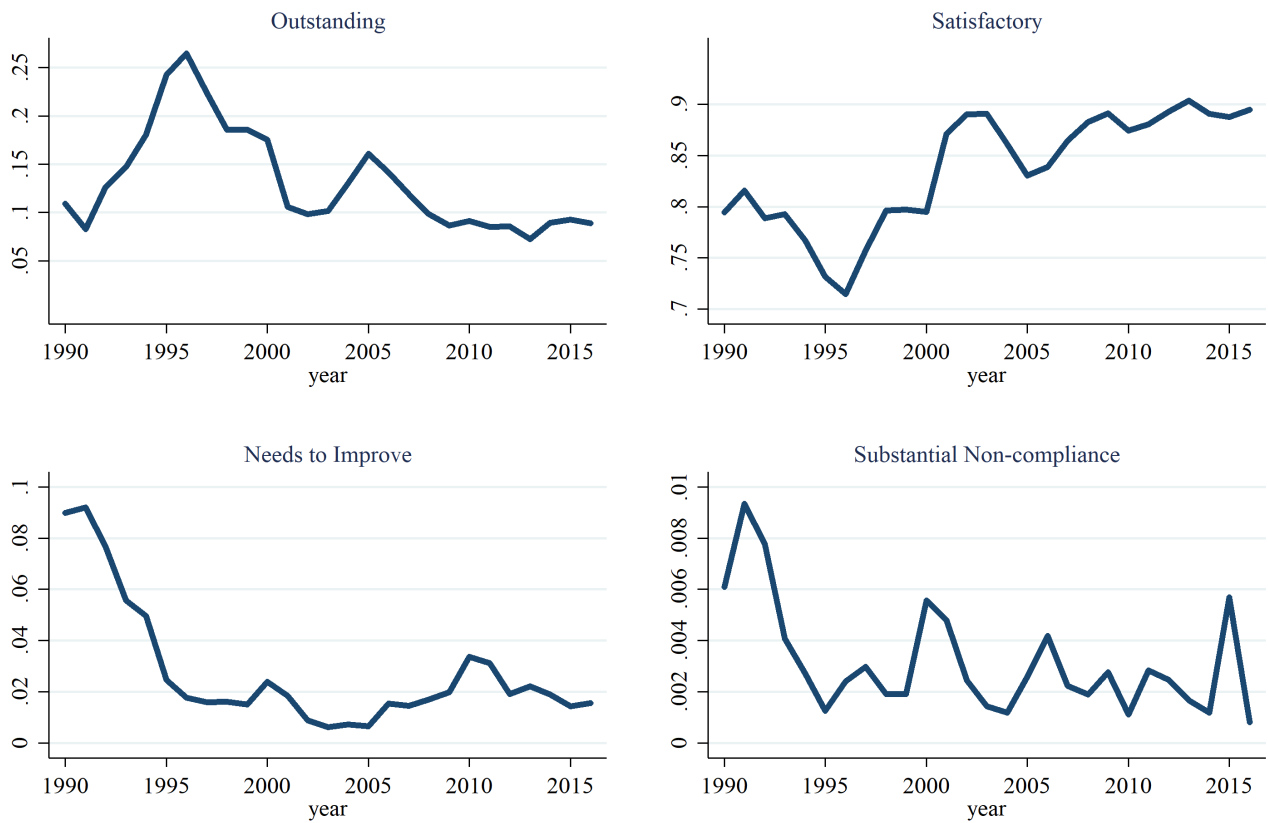 Outstanding
.25
.2
.15
.1
.05
1990 1995 2000 2005 2010 2015
year
Satisfactory
.9
.85
.8
.75
.7
1990 1995 2000 2005 2010 2015
year
Needs to Improve
.1
.08
.06
.04
.02
0
1990 1995 2000 2005 2010 2015
year
Substantial Non-compliance
.01
.008
.006
.004
.002
0
1990 1995 2000 2005 2010 2015
year